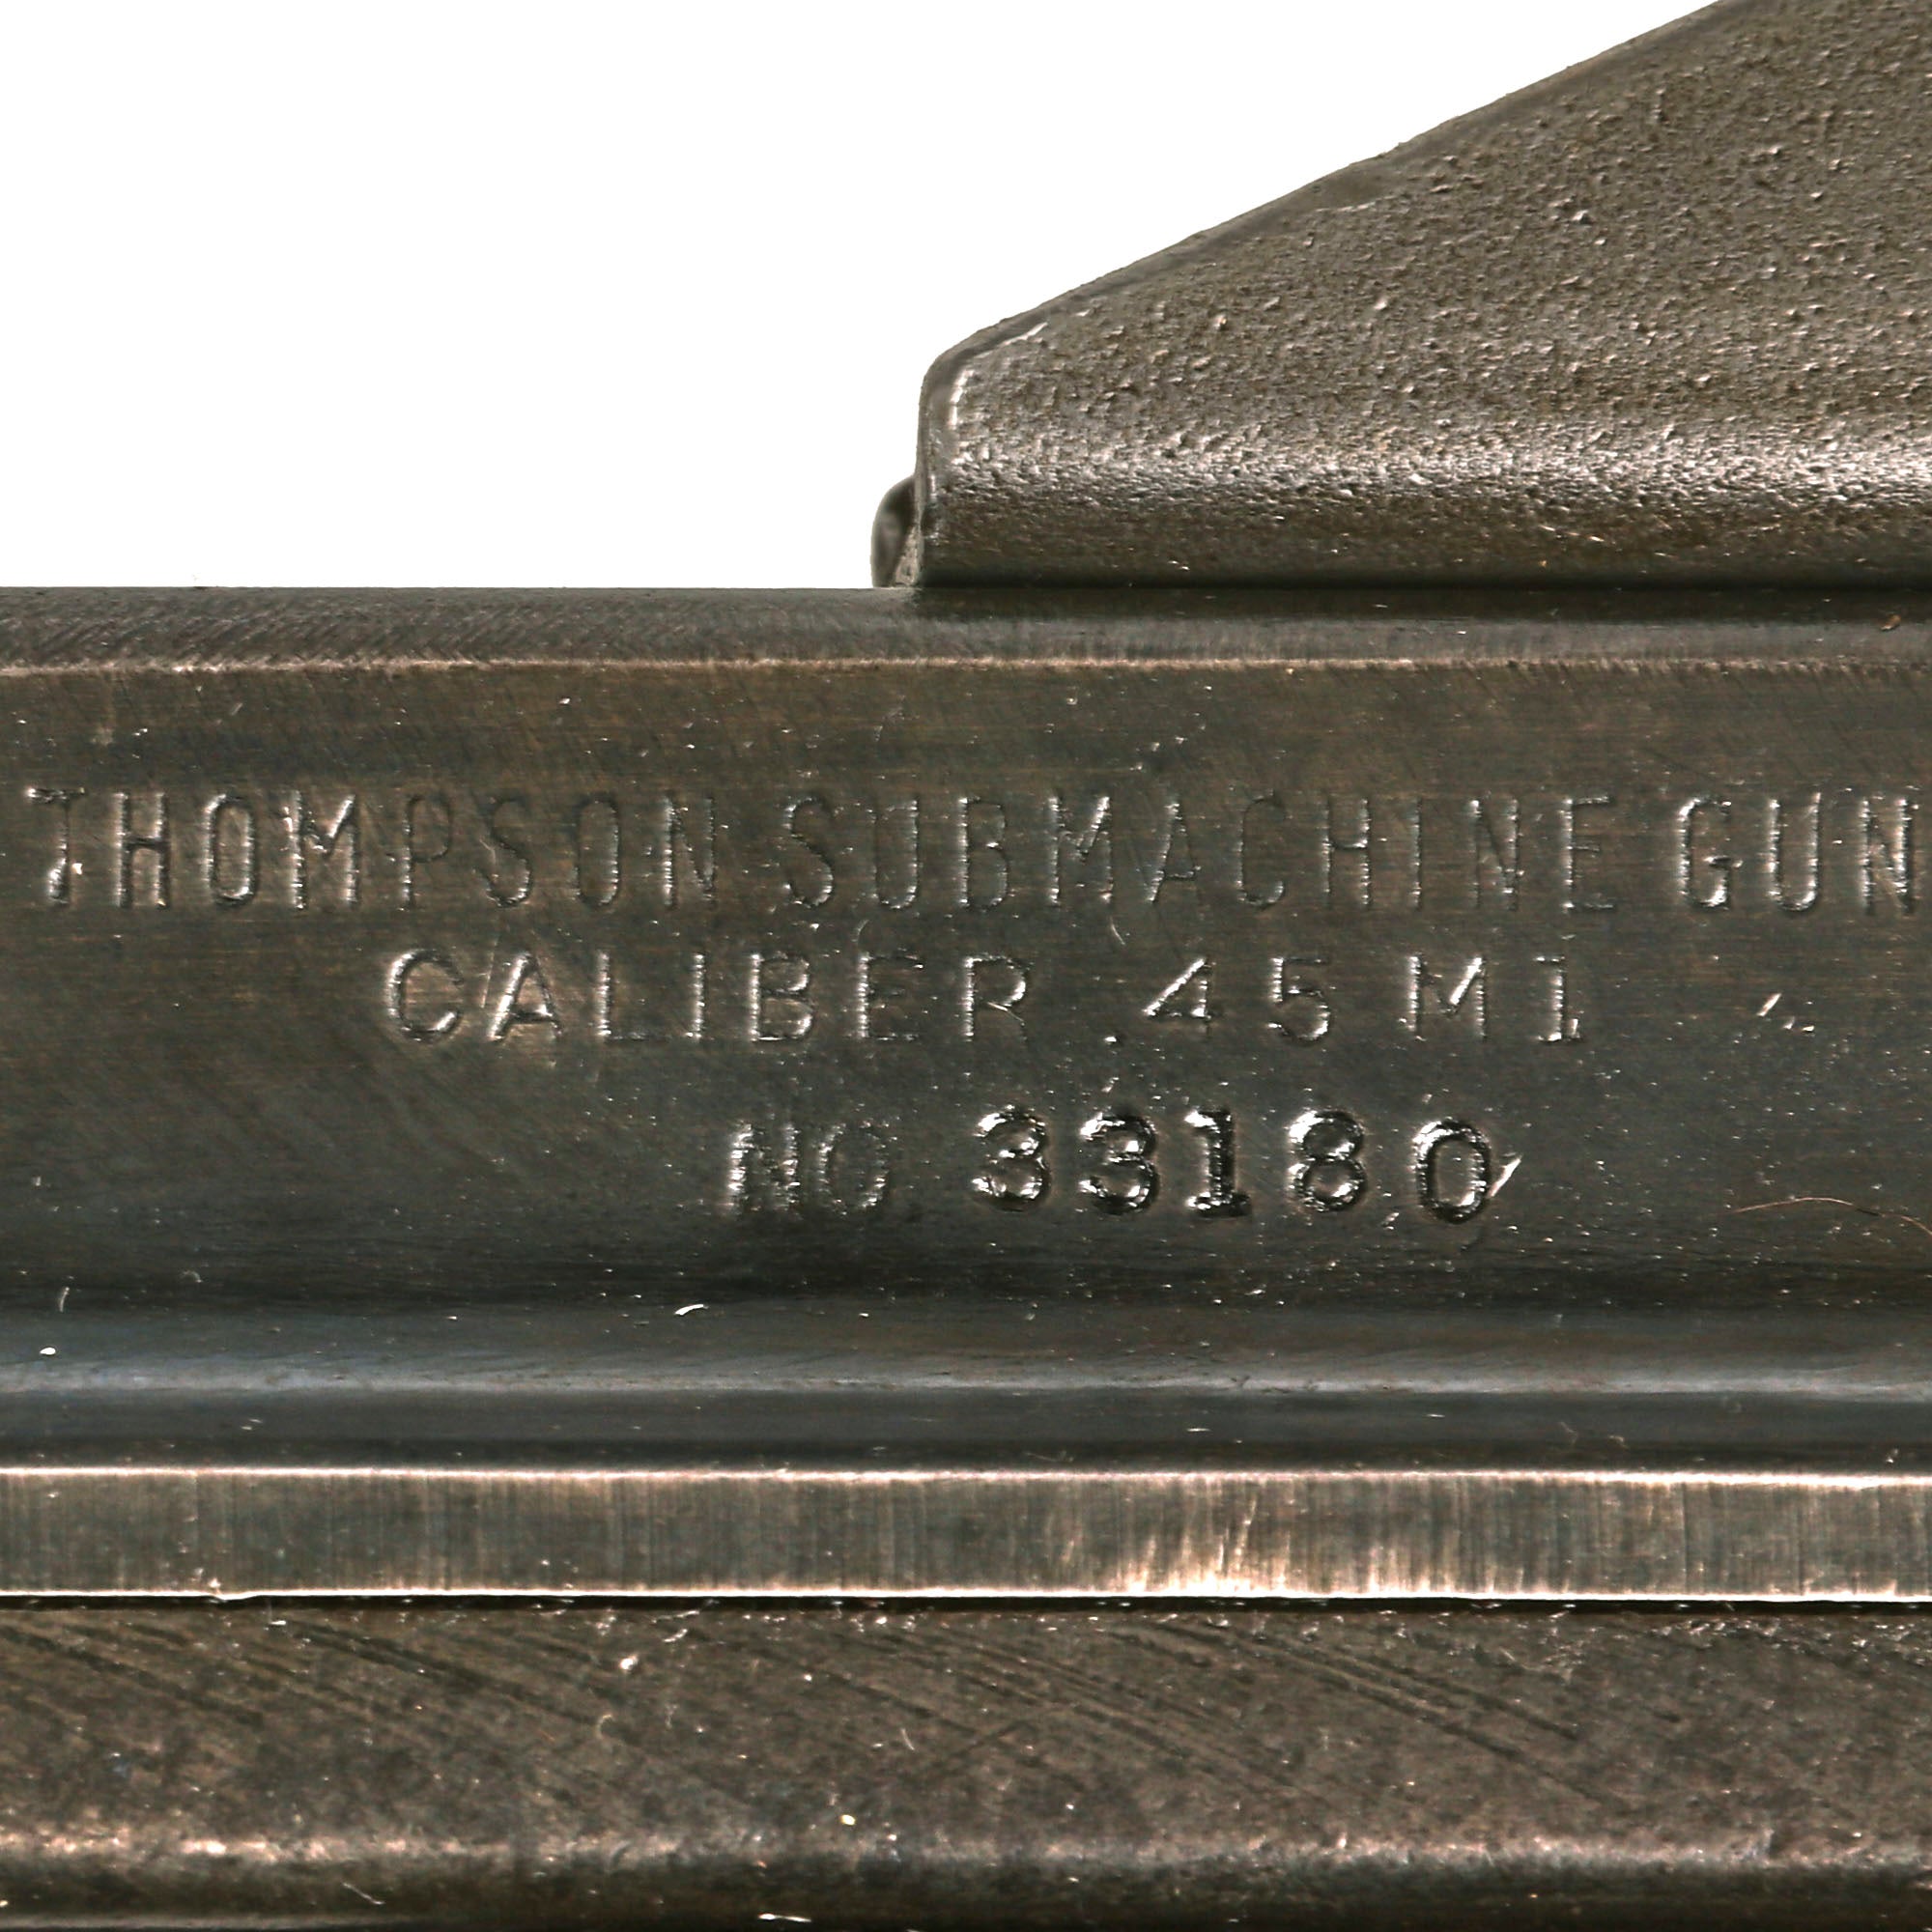 THOMPSON SUBMACHINE GUN
CALIBER .45 M1
NO 33180